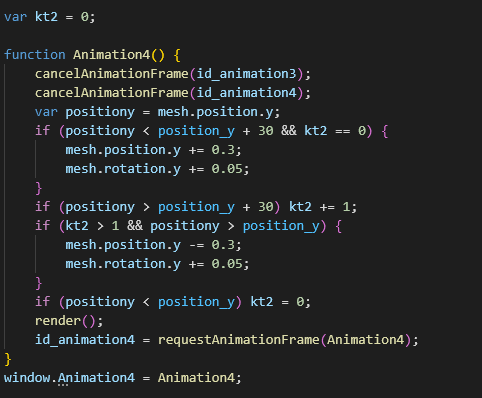 var kt2 = 0;
function Animation4() {
cancelAnimationFrame(id_animation3);
cancelAnimationFrame(id_animation4);
var positiony = mesh.position.y;
if (positiony < position_y + 30 && kt2 == 0) {
mesh.position.y += 0.3;
mesh.rotation.y += 0.05;
}
if (positiony > position_y + 30) kt2 += 1;
if (kt2 > 1 && positiony > position_y) {
mesh.position.y -= 0.3;
mesh.rotation.y += 0.05;
}
if (positiony < position_y) kt2 = 0;
render();
id_animation4 = requestAnimationFrame(Animation4);
}
window.Animation4 = Animation4;